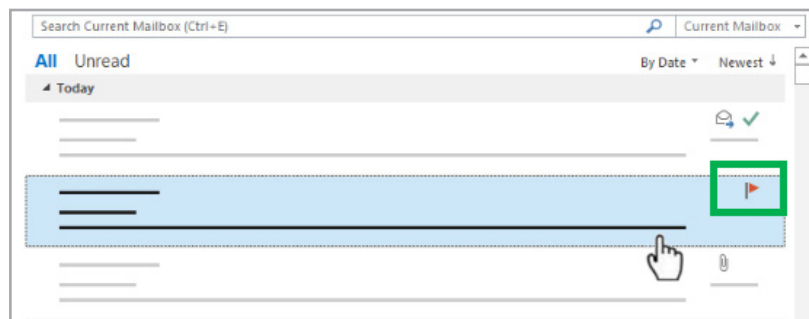 Search Current Mailbox (Ctrl+E) Current Mailbox
All Unread By Date Newest
Today